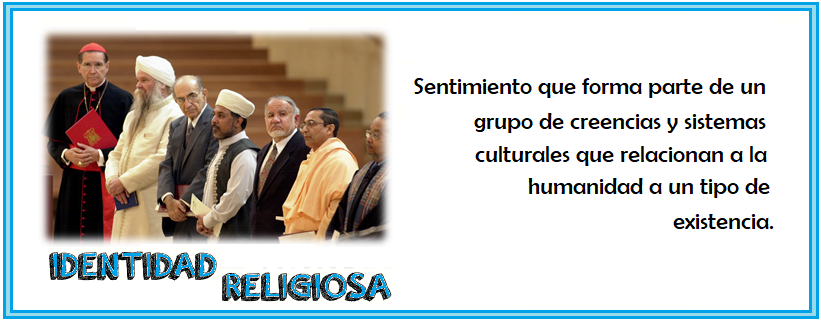 Sentimiento que forma parte de un
grupo de creencias y sistemas
culturales que relacionan a la
humanidad a un tipo de
existencia.
IDENTIDAD
RELIGIOSA